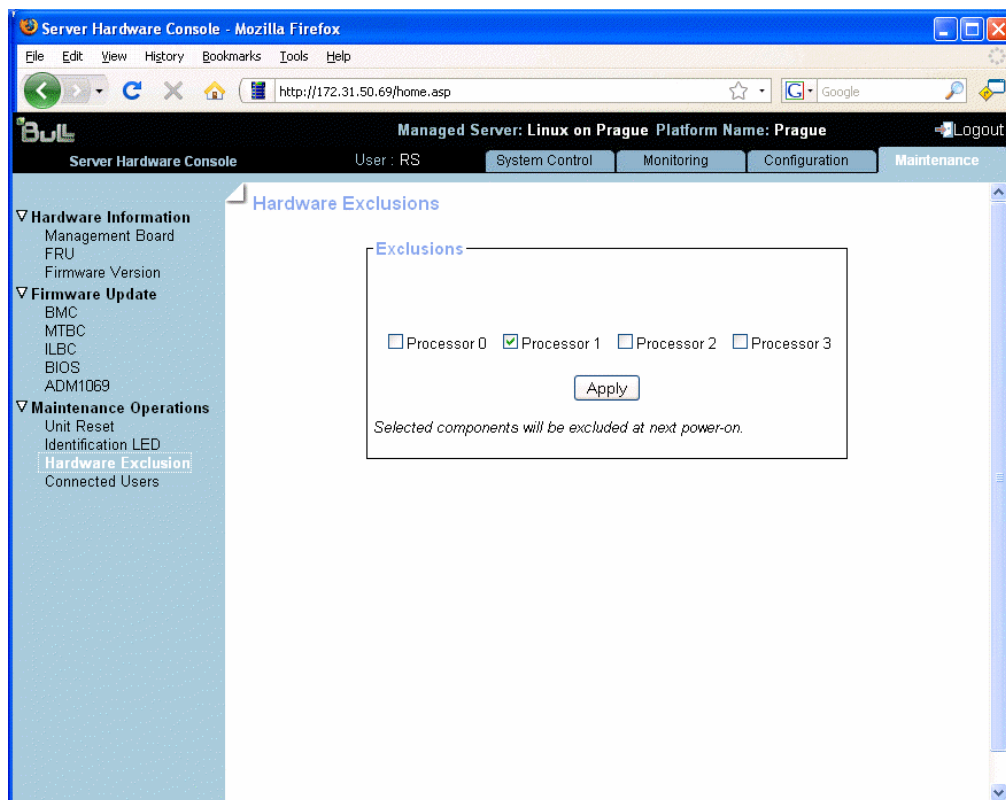 Server Hardware Console - Mozilla Firefox
File Edit View History Bookmarks Tools Help
http://172.31.50.69/home.asp
G Google
Bull
Managed Server: Linux on Prague Platform Name: Prague
Logout
Server Hardware Console
User : RS
System Control
Monitoring
Configuration
Maintenance
Hardware Information
Management Board
FRU
Firmware Version
Firmware Update
BMC
MTBC
ILBC
BIOS
ADM1069
Maintenance Operations
Unit Reset
Identification LED
Hardware Exclusion
Connected Users
Hardware Exclusions
Exclusions
Processor 0 Processor 1 Processor 2 Processor 3
Apply
Selected components will be excluded at next power-on.